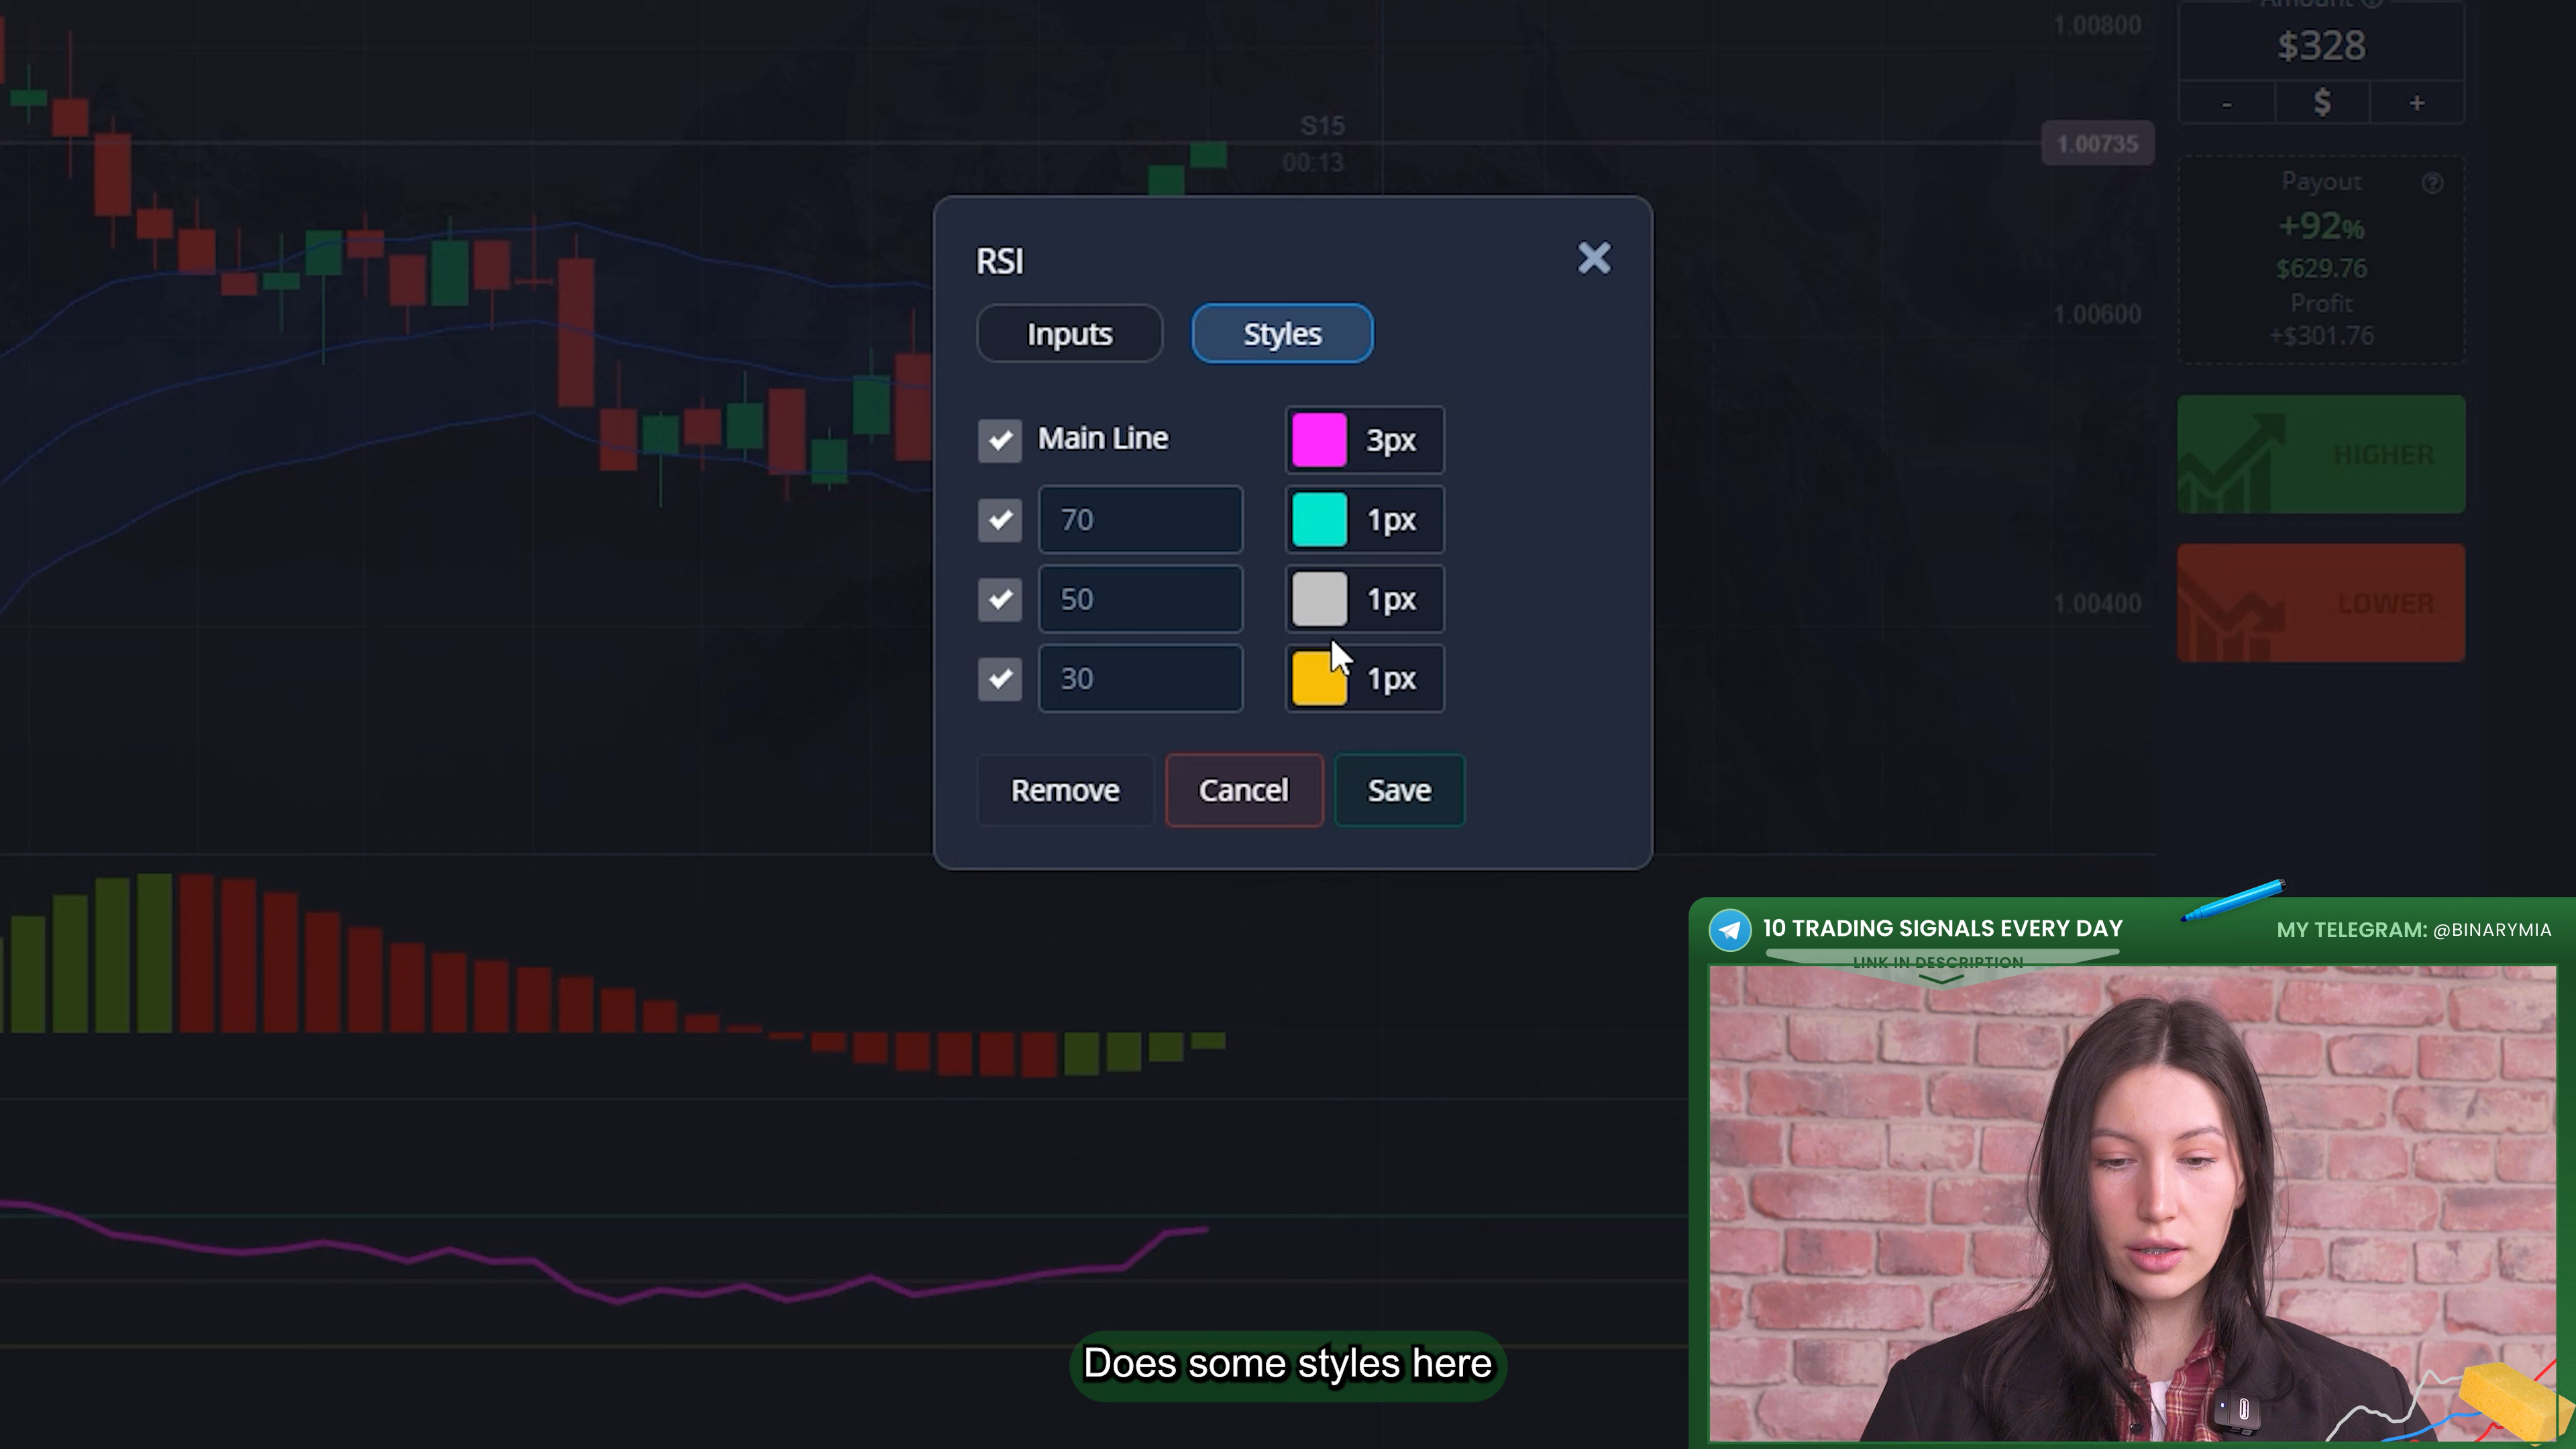 Amount
$328
- $ +
1.00800
S15
00:13
1.00735
Payout
+92%
$629.76
Profit
+$301.76
1.00600
HIGHER
1.00400
LOWER
RSI
Inputs Styles
Main Line 3px
70 1px
50 1px
30 1px
Remove Cancel Save
10 TRADING SIGNALS EVERY DAY
MY TELEGRAM: @BINARYMIA
LINK IN DESCRIPTION
Does some styles here